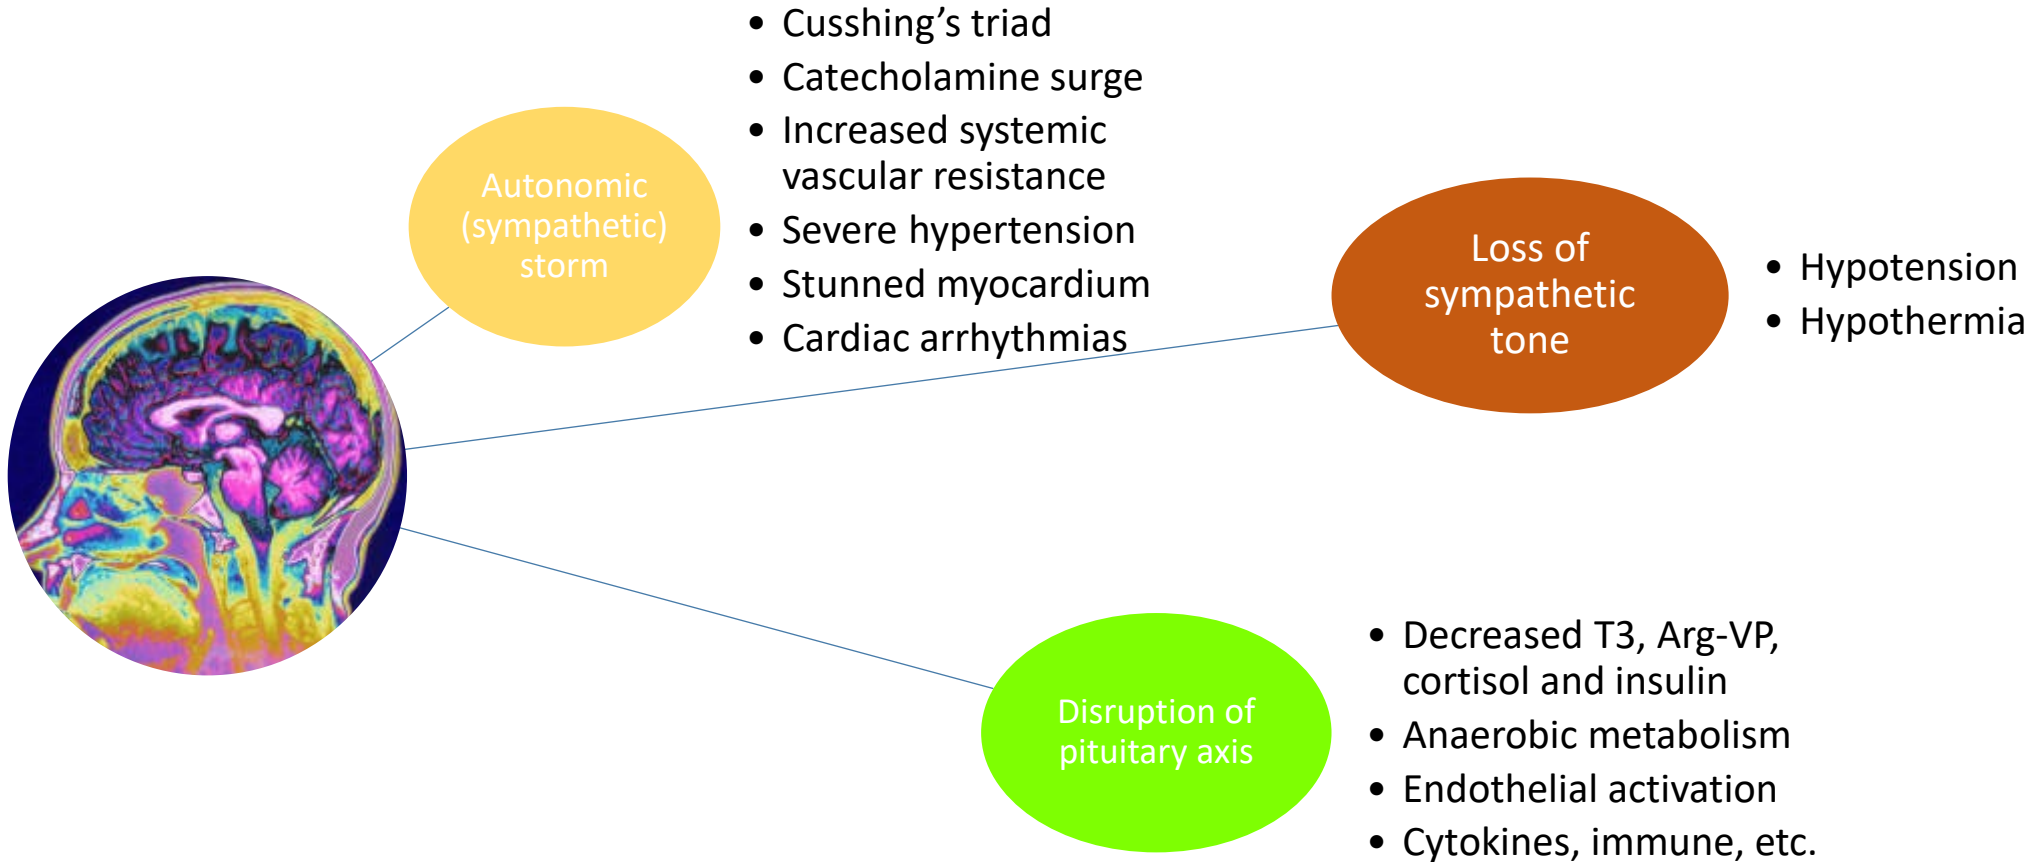 Autonomic
(sympathetic)
storm
• Cusshing’s triad
• Catecholamine surge
• Increased systemic
vascular resistance
• Severe hypertension
• Stunned myocardium
• Cardiac arrhythmias
Loss of
sympathetic
tone
• Hypotension
• Hypothermia
Disruption of
pituitary axis
• Decreased T3, Arg-VP,
cortisol and insulin
• Anaerobic metabolism
• Endothelial activation
• Cytokines, immune, etc.